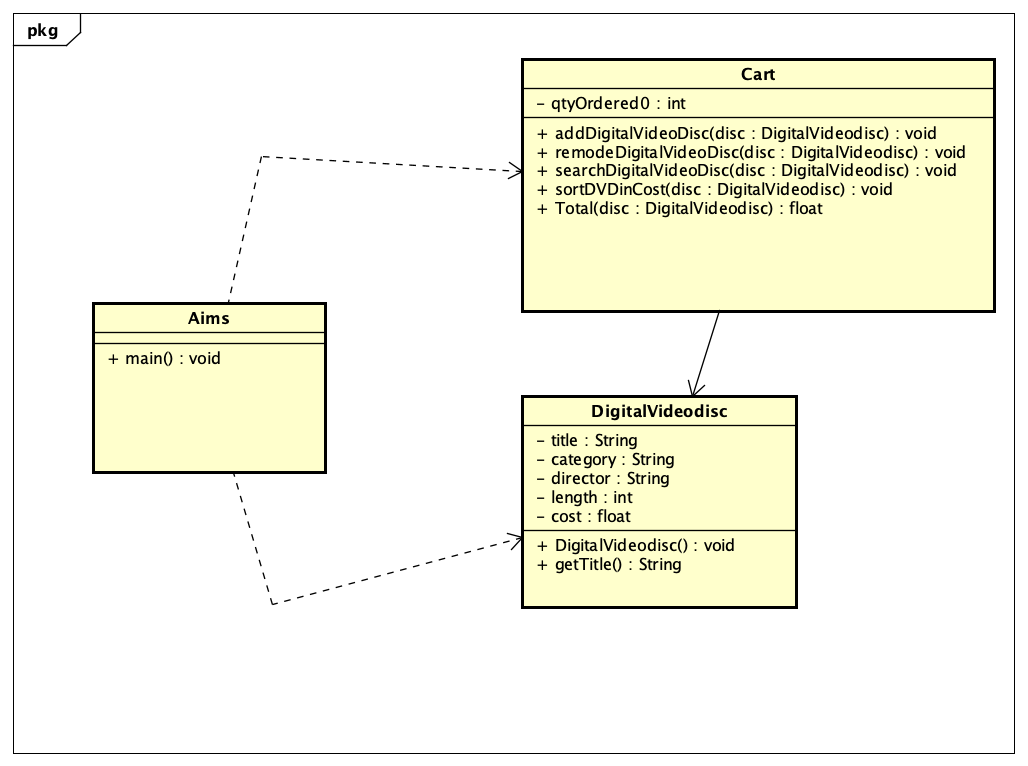 pkg
Cart
- qtyOrdered0 : int
+ addDigitalVideoDisc(disc : DigitalVideodisc) : void
+ remodeDigitalVideoDisc(disc : DigitalVideodisc) : void
+ searchDigitalVideoDisc(disc : DigitalVideodisc) : void
+ sortDVDinCost(disc : DigitalVideodisc) : void
+ Total(disc : DigitalVideodisc) : float
Aims
+ main() : void
DigitalVideodisc
- title : String
- category : String
- director : String
- length : int
- cost : float
+ DigitalVideodisc() : void
+ getTitle() : String